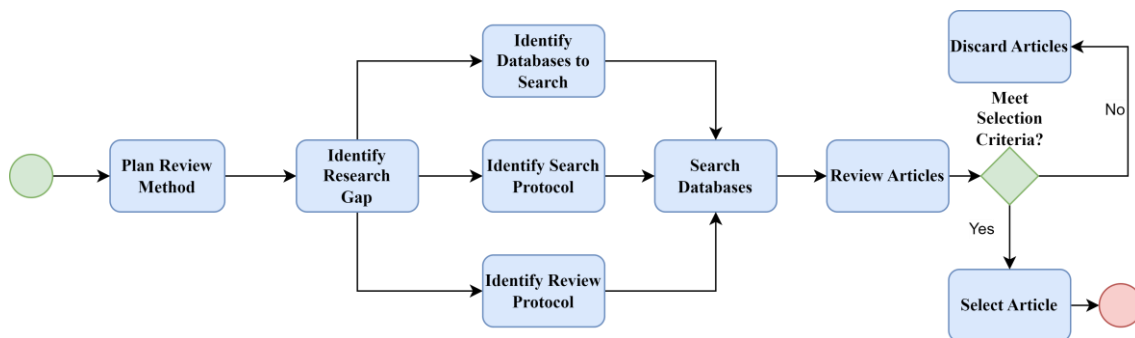 Identify
Databases to
Search
Discard Articles
Meet
Selection
Criteria?
No
Plan Review
Method
Identify
Research
Gap
Identify Search
Protocol
Search
Databases
Review Articles
Yes
Identify Review
Protocol
Select Article